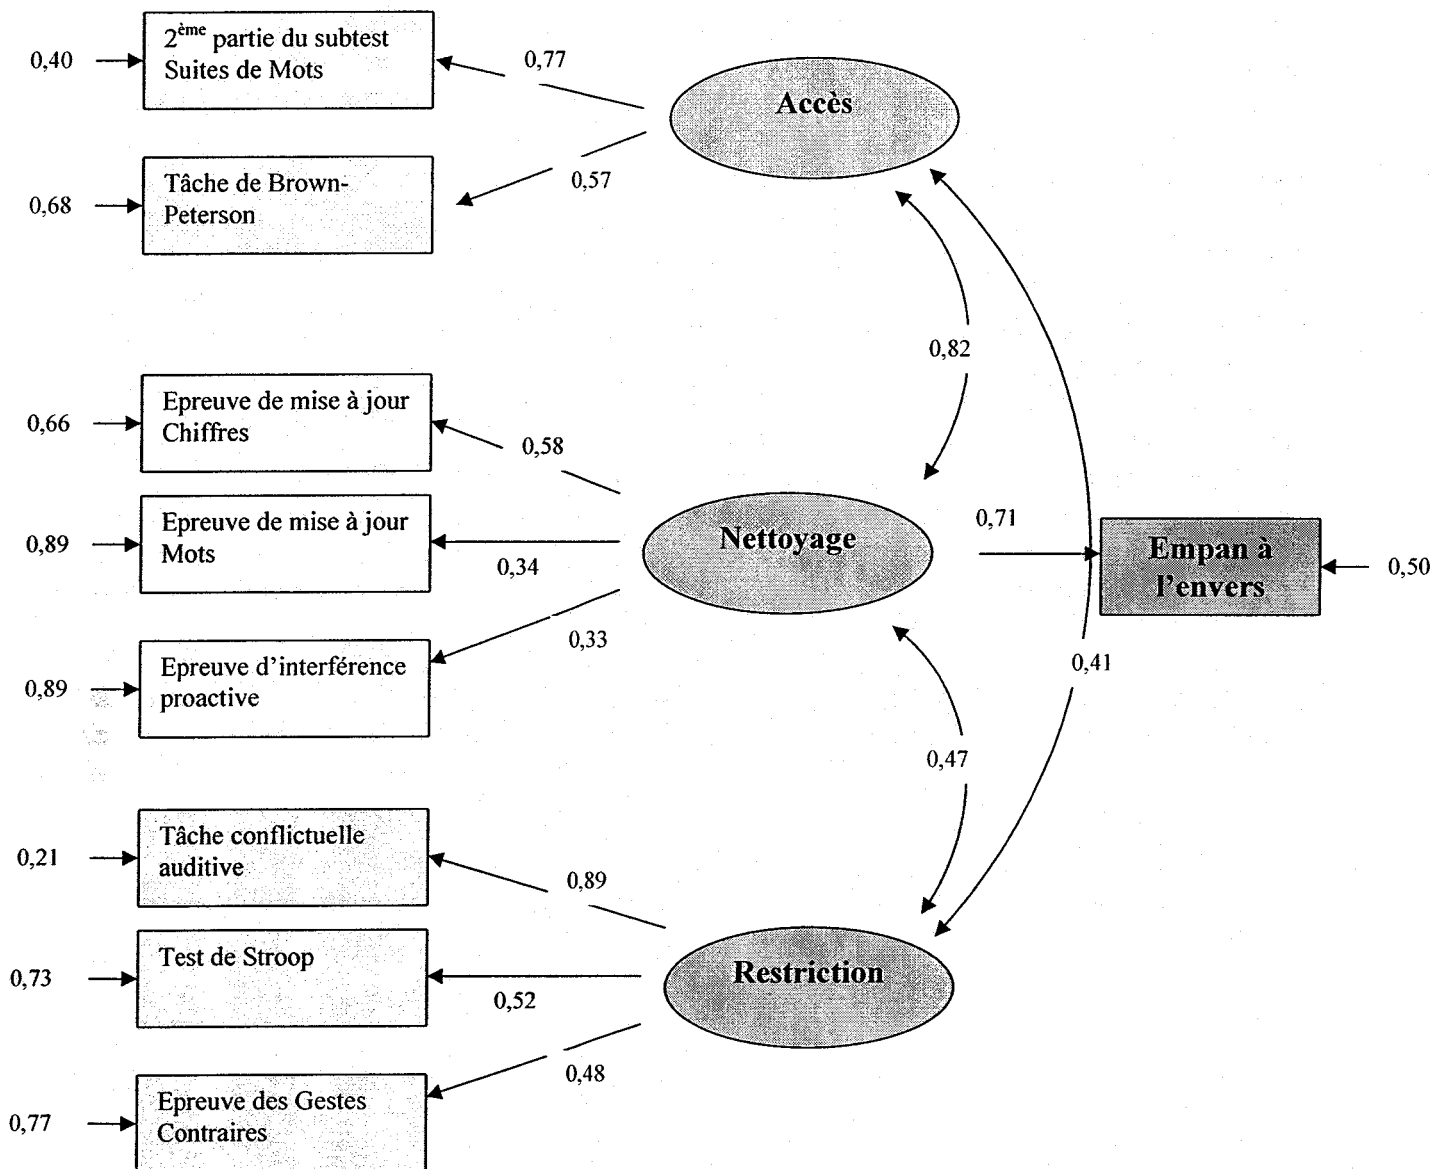 2ème partie du subtest
Suites de Mots
0,40
0,77
Accès
Tâche de Brown-
Peterson
0,68
0,57
0,82
Epreuve de mise à jour
Chiffres
0,66
0,58
Epreuve de mise à jour
Mots
0,89
0,34
Nettoyage
0,71
Empan à
l'envers
0,50
Epreuve d'interférence
proactive
0,89
0,33
0,41
0,47
Tâche conflictuelle
auditive
0,21
0,89
Test de Stroop
0,73
0,52
Restriction
Epreuve des Gestes
Contraires
0,77
0,48